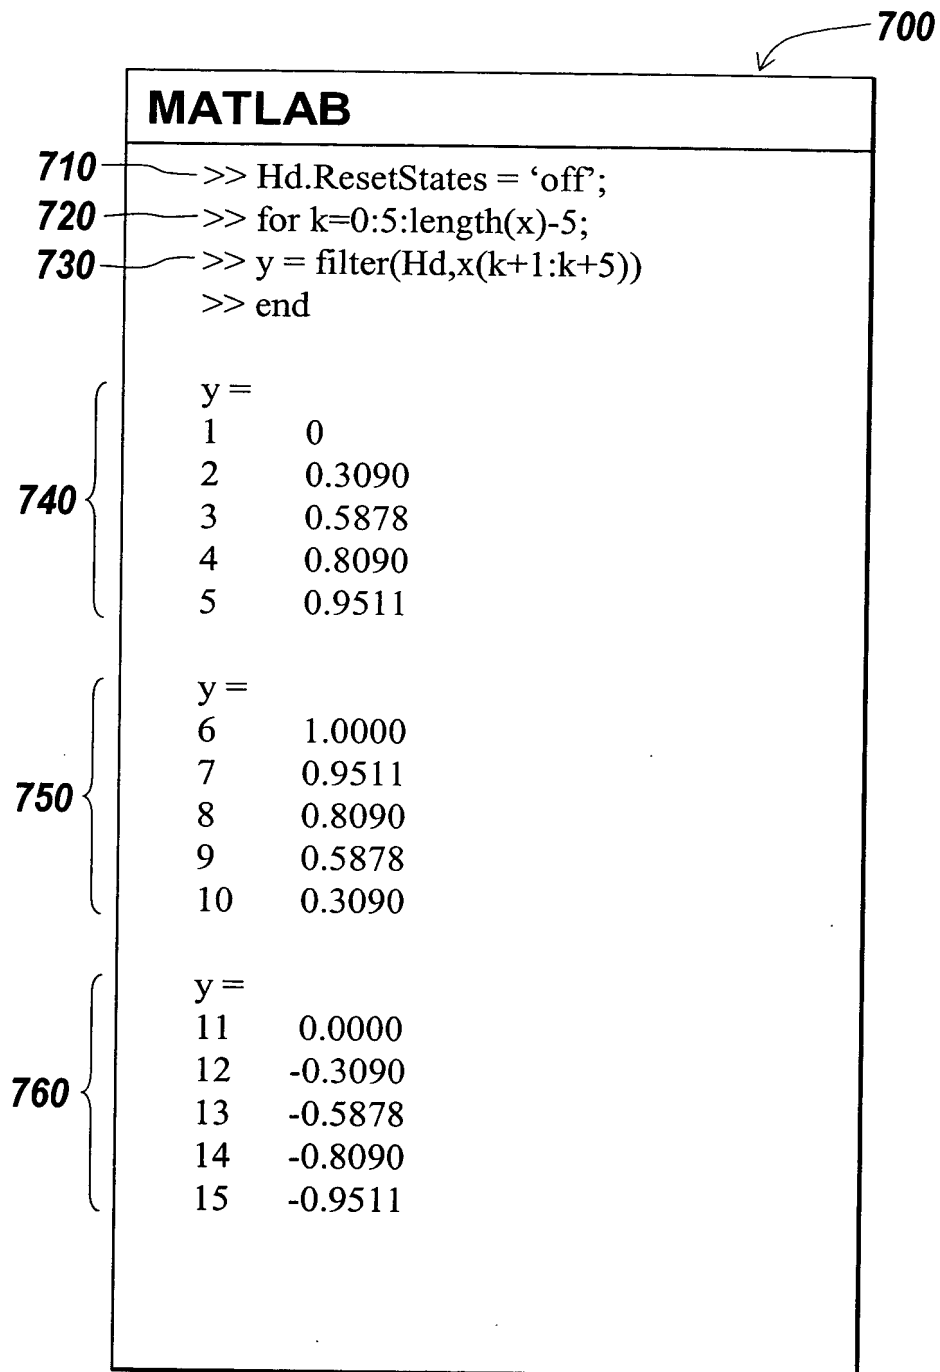 700
MATLAB
710 >> Hd.ResetStates = ‘off’;
720 >> for k=0:5:length(x)-5;
730 >> y = filter(Hd,x(k+1:k+5))
>> end
y =
1 0
2 0.3090
740 3 0.5878
4 0.8090
5 0.9511
y =
6 1.0000
7 0.9511
750 8 0.8090
9 0.5878
10 0.3090
y =
11 0.0000
12 -0.3090
760 13 -0.5878
14 -0.8090
15 -0.9511